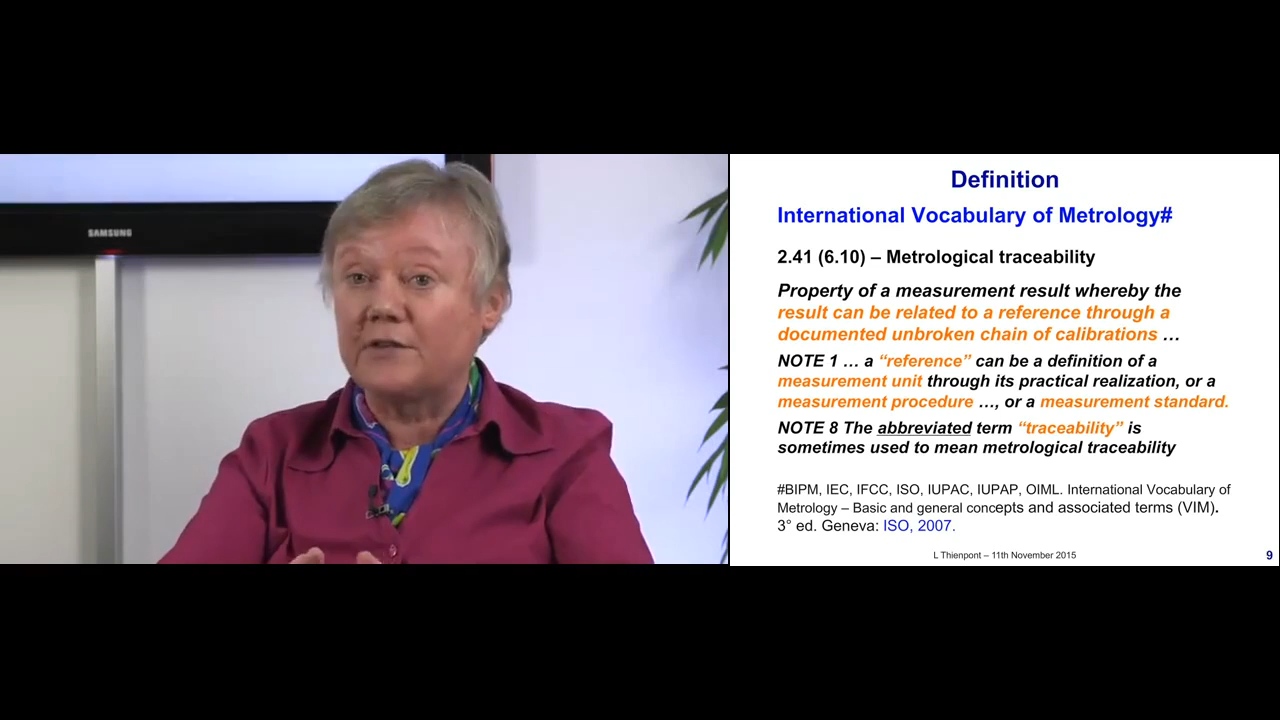 SAMSUNG
Definition
International Vocabulary of Metrology#
2.41 (6.10) – Metrological traceability
Property of a measurement result whereby the
result can be related to a reference through a
documented unbroken chain of calibrations …
NOTE 1 … a “reference” can be a definition of a
measurement unit through its practical realization, or a
measurement procedure …, or a measurement standard.
NOTE 8 The abbreviated term “traceability” is
sometimes used to mean metrological traceability
#BIPM, IEC, IFCC, ISO, IUPAC, IUPAP, OIML. International Vocabulary of
Metrology – Basic and general concepts and associated terms (VIM).
3° ed. Geneva: ISO, 2007.
L Thienpont – 11th November 2015
9